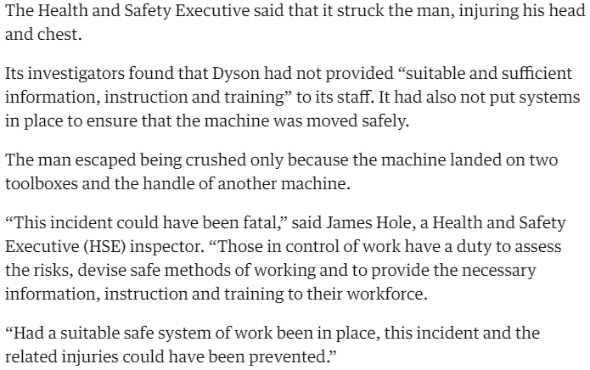 The Health and Safety Executive said that it struck the man, injuring his head
and chest.
Its investigators found that Dyson had not provided “suitable and sufficient
information, instruction and training” to its staff. It had also not put systems
in place to ensure that the machine was moved safely.
The man escaped being crushed only because the machine landed on two
toolboxes and the handle of another machine.
“This incident could have been fatal,” said James Hole, a Health and Safety
Executive (HSE) inspector. “Those in control of work have a duty to assess
the risks, devise safe methods of working and to provide the necessary
information, instruction and training to their workforce.
“Had a suitable safe system of work been in place, this incident and the
related injuries could have been prevented.”